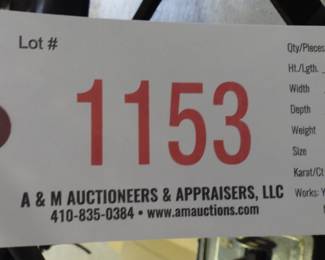 Lot #
1153
A & M AUCTIONEERS & APPRAISERS, LLC
410-835-0384 • www.amauctions.com
Qty/Pieces
Ht./Lgth.
Width
Depth
Weight
Size
Karat/Ct
Works: Y